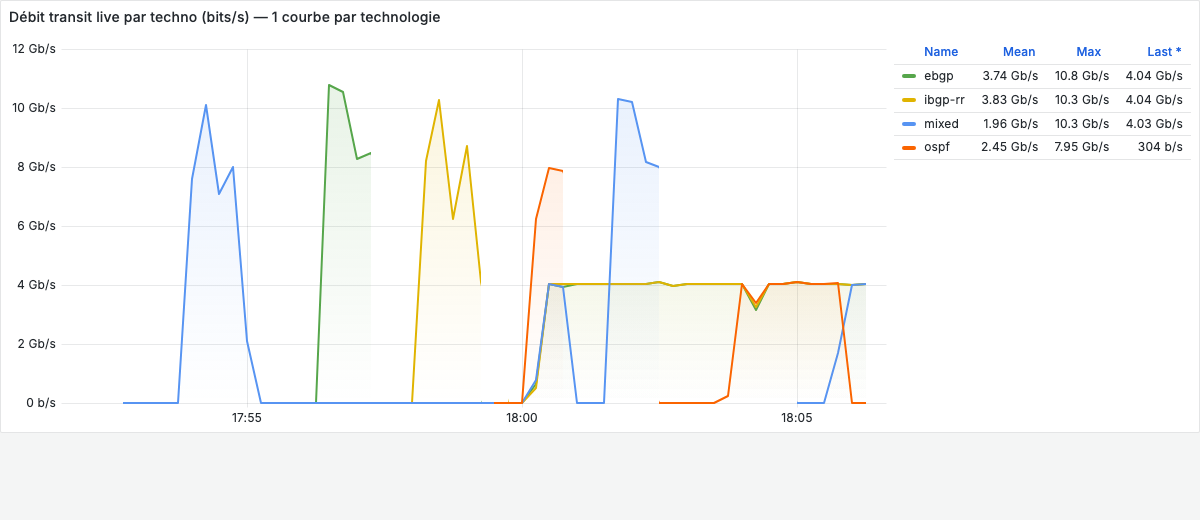 Débit transit live par techno (bits/s) — 1 courbe par technologie
12 Gb/s
10 Gb/s
8 Gb/s
6 Gb/s
4 Gb/s
2 Gb/s
0 b/s
17:55 18:00 18:05
Name Mean Max Last *
ebgp 3.74 Gb/s 10.8 Gb/s 4.04 Gb/s
ibgp-rr 3.83 Gb/s 10.3 Gb/s 4.04 Gb/s
mixed 1.96 Gb/s 10.3 Gb/s 4.03 Gb/s
ospf 2.45 Gb/s 7.95 Gb/s 304 b/s